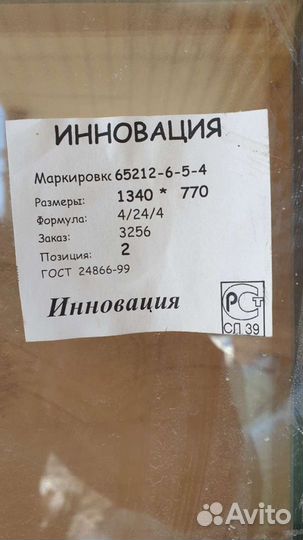 ИННОВАЦИЯ
Маркировка 65212-6-5-4
Размеры: 1340 * 770
Формула: 4/24/4
Заказ: 3256
Позиция: 2
ГОСТ 24866-99
Инновация
РСТ
СЛ 39
Avito